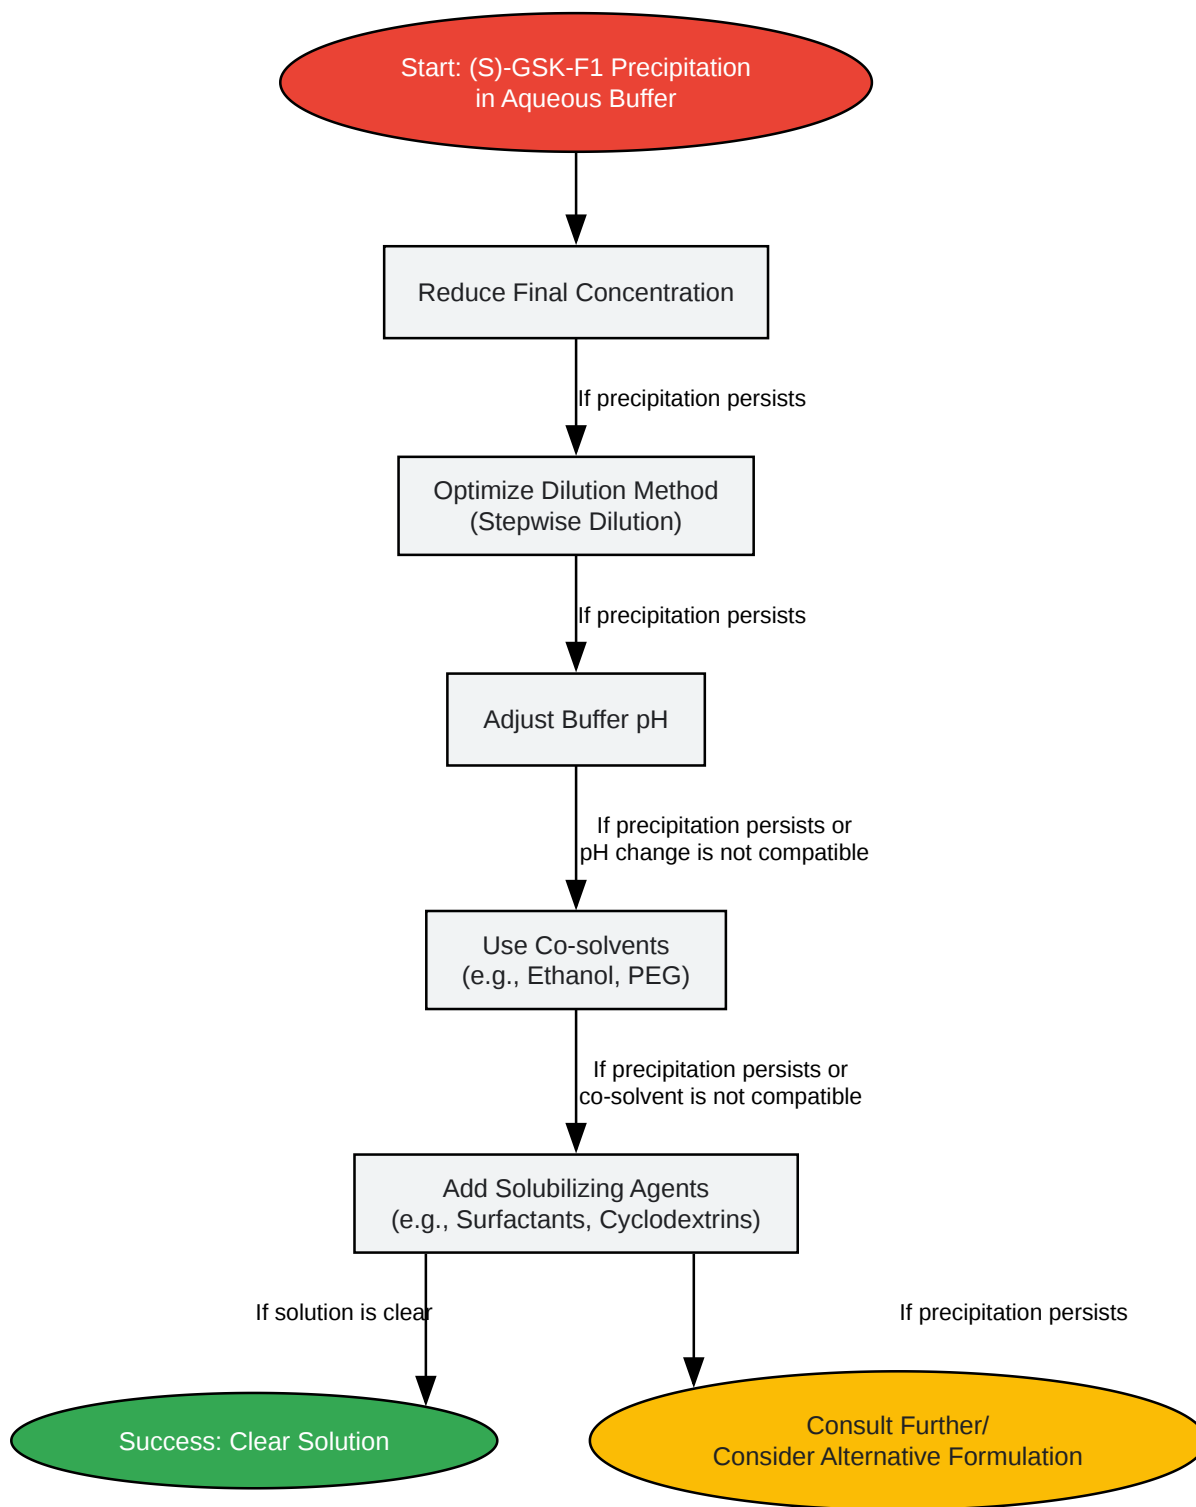 Start: (S)-GSK-F1 Precipitation
in Aqueous Buffer
Reduce Final Concentration
If precipitation persists
Optimize Dilution Method
(Stepwise Dilution)
If precipitation persists
Adjust Buffer pH
If precipitation persists or
pH change is not compatible
Use Co-solvents
(e.g., Ethanol, PEG)
If precipitation persists or
co-solvent is not compatible
Add Solubilizing Agents
(e.g., Surfactants, Cyclodextrins)
If solution is clear
If precipitation persists
Success: Clear Solution
Consult Further/
Consider Alternative Formulation